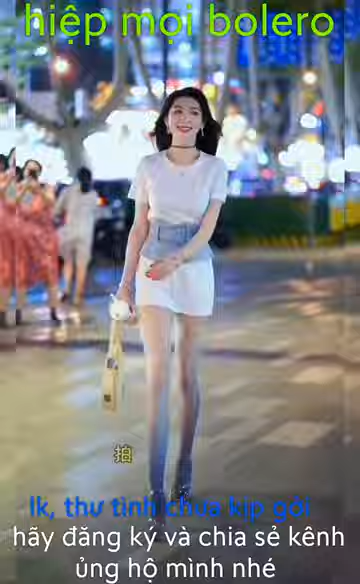 hiệp mọi bolero
拍
lk, thư tình chưa kịp gởi
hãy đăng ký và chia sẻ kênh
ủng hộ mình nhé